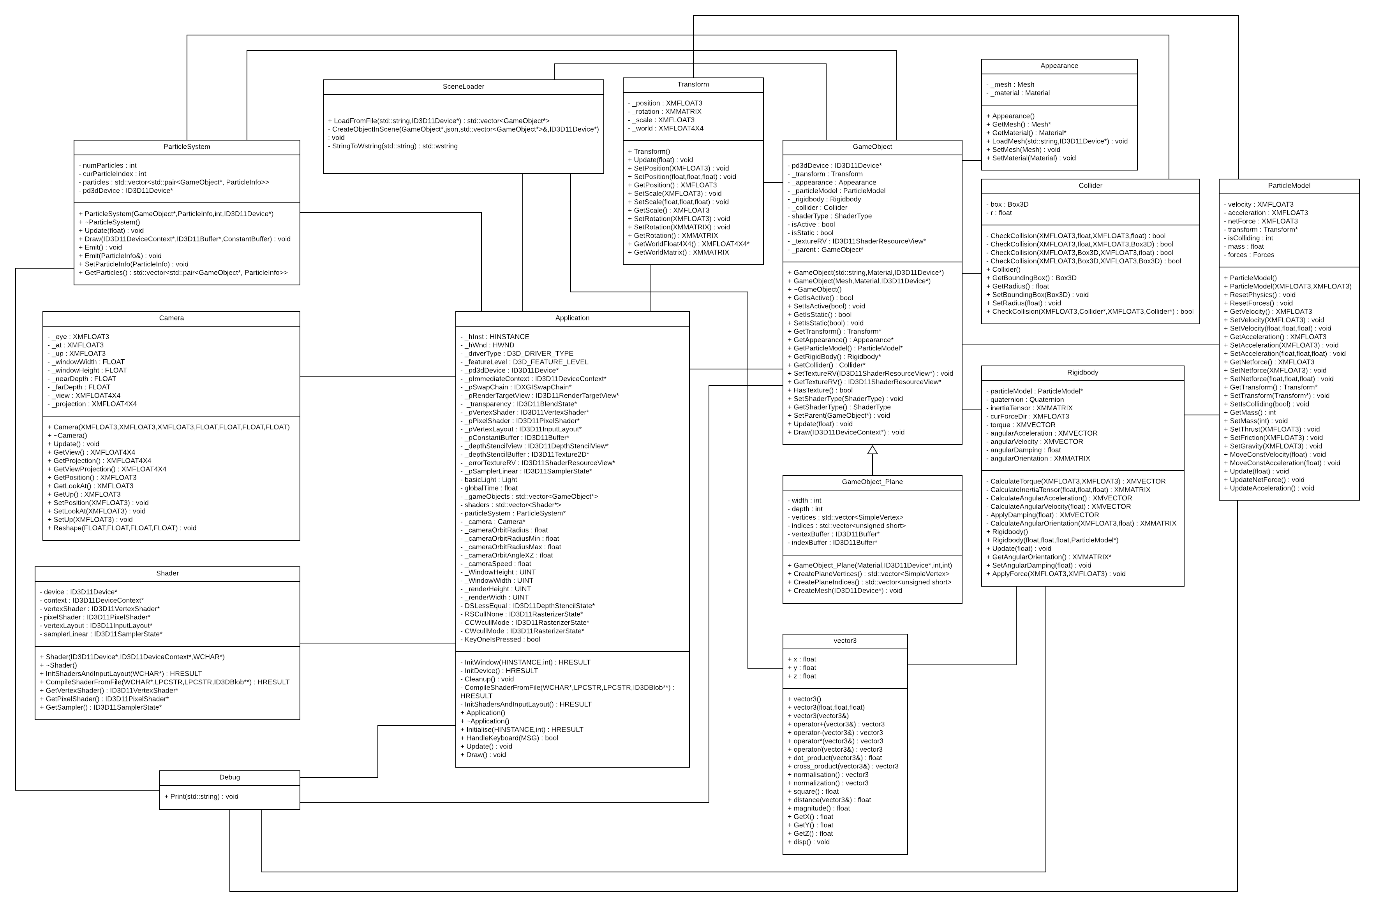 Appearance
- _mesh : Mesh
- _material : Material
+ Appearance()
+ GetMesh() : Mesh*
+ GetMaterial() : Material*
+ LoadMesh(std::string,ID3D11Device*) : void
+ SetMesh(Mesh) : void
+ SetMaterial(Material) : void
SceneLoader
+ LoadFromFile(std::string,ID3D11Device*) : std::vector<GameObject*>
- CreateObjectInScene(GameObject*,json,std::vector<GameObject*>&,ID3D11Device*)
: void
- StringToWstring(std::string) : std::wstring
Transform
- _position : XMFLOAT3
- _rotation : XMMATRIX
- _scale : XMFLOAT3
- _world : XMFLOAT4X4
+ Transform()
+ Update(float) : void
+ SetPosition(XMFLOAT3) : void
+ SetPosition(float,float,float) : void
+ GetPosition() : XMFLOAT3
+ SetScale(XMFLOAT3) : void
+ SetScale(float,float,float) : void
+ GetScale() : XMFLOAT3
+ SetRotation(XMFLOAT3) : void
+ SetRotation(XMMATRIX) : void
+ GetRotation() : XMMATRIX
+ GetWorldFloat4X4() : XMFLOAT4X4*
+ GetWorldMatrix() : XMMATRIX
ParticleSystem
- numParticles : int
- curParticleIndex : int
- particles : std::vector<std::pair<GameObject*, ParticleInfo>>
- pd3dDevice : ID3D11Device*
+ ParticleSystem(GameObject*,ParticleInfo,int,ID3D11Device*)
+ ~ParticleSystem()
+ Update(float) : void
+ Draw(ID3D11DeviceContext*,ID3D11Buffer*,ConstantBuffer) : void
+ Emit() : void
+ Emit(ParticleInfo&) : void
+ SetParticleInfo(ParticleInfo) : void
+ GetParticles() : std::vector<std::pair<GameObject*, ParticleInfo>>
GameObject
- pd3dDevice : ID3D11Device*
- _transform : Transform
- _appearance : Appearance
- _particleModel : ParticleModel
- _rigidbody : Rigidbody
- _collider : Collider
- shaderType : ShaderType
- isActive : bool
- isStatic : bool
- _textureRV : ID3D11ShaderResourceView*
- _parent : GameObject*
+ GameObject(std::string,Material,ID3D11Device*)
+ GameObject(Mesh,Material,ID3D11Device*)
+ ~GameObject()
+ GetIsActive() : bool
+ SetIsActive(bool) : void
+ GetIsStatic() : bool
+ SetIsStatic(bool) : void
+ GetTransform() : Transform*
+ GetAppearance() : Appearance*
+ GetParticleModel() : ParticleModel*
+ GetRigidBody() : Rigidbody*
+ GetCollider() : Collider*
+ SetTextureRV(ID3D11ShaderResourceView*) : void
+ GetTextureRV() : ID3D11ShaderResourceView*
+ HasTexture() : bool
+ SetShaderType(ShaderType) : void
+ GetShaderType() : ShaderType
+ SetParent(GameObject*) : void
+ Update(float) : void
+ Draw(ID3D11DeviceContext*) : void
Collider
- box : Box3D
- r : float
- CheckCollision(XMFLOAT3,float,XMFLOAT3,float) : bool
- CheckCollision(XMFLOAT3,float,XMFLOAT3,Box3D) : bool
- CheckCollision(XMFLOAT3,Box3D,XMFLOAT3,float) : bool
- CheckCollision(XMFLOAT3,Box3D,XMFLOAT3,Box3D) : bool
+ Collider()
+ GetBoundingBox() : Box3D
+ GetRadius() : float
+ SetBoundingBox(Box3D) : void
+ SetRadius(float) : void
+ CheckCollision(XMFLOAT3,Collider*,XMFLOAT3,Collider*) : bool
ParticleModel
- velocity : XMFLOAT3
- acceleration : XMFLOAT3
- netForce : XMFLOAT3
- transform : Transform*
- isColliding : int
- mass : float
- forces : Forces
+ ParticleModel()
+ ParticleModel(XMFLOAT3,XMFLOAT3)
+ ResetPhysics() : void
+ ResetForces() : void
+ GetVelocity() : XMFLOAT3
+ SetVelocity(XMFLOAT3) : void
+ SetVelocity(float,float,float) : void
+ GetAcceleration() : XMFLOAT3
+ SetAcceleration(XMFLOAT3) : void
+ SetAcceleration(float,float,float) : void
+ GetNetforce() : XMFLOAT3
+ SetNetforce(XMFLOAT3) : void
+ SetNetforce(float,float,float) : void
+ GetTransform() : Transform*
+ SetTransform(Transform*) : void
+ SetIsColliding(bool) : void
+ GetMass() : int
+ SetMass(int) : void
+ SetThrust(XMFLOAT3) : void
+ SetFriction(XMFLOAT3) : void
+ SetGravity(XMFLOAT3) : void
+ MoveConstVelocity(float) : void
+ MoveConstAcceleration(float) : void
+ Update(float) : void
+ UpdateNetForce() : void
+ UpdateAcceleration() : void
Camera
- _eye : XMFLOAT3
- _at : XMFLOAT3
- _up : XMFLOAT3
- _windowWidth : FLOAT
- _windowHeight : FLOAT
- _nearDepth : FLOAT
- _farDepth : FLOAT
- _view : XMFLOAT4X4
- _projection : XMFLOAT4X4
+ Camera(XMFLOAT3,XMFLOAT3,XMFLOAT3,FLOAT,FLOAT,FLOAT,FLOAT)
+ ~Camera()
+ Update() : void
+ GetView() : XMFLOAT4X4
+ GetProjection() : XMFLOAT4X4
+ GetViewProjection() : XMFLOAT4X4
+ GetPosition() : XMFLOAT3
+ GetLookAt() : XMFLOAT3
+ GetUp() : XMFLOAT3
+ SetPosition(XMFLOAT3) : void
+ SetLookAt(XMFLOAT3) : void
+ SetUp(XMFLOAT3) : void
+ Reshape(FLOAT,FLOAT,FLOAT,FLOAT) : void
Application
- _hInst : HINSTANCE
- _hWnd : HWND
- _driverType : D3D_DRIVER_TYPE
- _featureLevel : D3D_FEATURE_LEVEL
- _pd3dDevice : ID3D11Device*
- _pImmediateContext : ID3D11DeviceContext*
- _pSwapChain : IDXGISwapChain*
- _pRenderTargetView : ID3D11RenderTargetView*
- _transparency : ID3D11BlendState*
- _pVertexShader : ID3D11VertexShader*
- _pPixelShader : ID3D11PixelShader*
- _pVertexLayout : ID3D11InputLayout*
- _pConstantBuffer : ID3D11Buffer*
- _depthStencilView : ID3D11DepthStencilView*
- _depthStencilBuffer : ID3D11Texture2D*
- _errorTextureRV : ID3D11ShaderResourceView*
- _pSamplerLinear : ID3D11SamplerState*
- basicLight : Light
- globalTime : float
- _gameObjects : std::vector<GameObject*>
- shaders : std::vector<Shader*>
- particleSystem : ParticleSystem*
- _camera : Camera*
- _cameraOrbitRadius : float
- _cameraOrbitRadiusMin : float
- _cameraOrbitRadiusMax : float
- _cameraOrbitAngleXZ : float
- _cameraSpeed : float
- _WindowHeight : UINT
- _WindowWidth : UINT
- _renderHeight : UINT
- _renderWidth : UINT
- DSLessEqual : ID3D11DepthStencilState*
- RSCullNone : ID3D11RasterizerState*
- CCWcullMode : ID3D11RasterizerState*
- CWcullMode : ID3D11RasterizerState*
- KeyOneIsPressed : bool
- InitWindow(HINSTANCE,int) : HRESULT
- InitDevice() : HRESULT
- Cleanup() : void
- CompileShaderFromFile(WCHAR*,LPCSTR,LPCSTR,ID3DBlob**) :
HRESULT
- InitShadersAndInputLayout() : HRESULT
+ Application()
+ ~Application()
+ Initialise(HINSTANCE,int) : HRESULT
+ HandleKeyboard(MSG) : bool
+ Update() : void
+ Draw() : void
Rigidbody
- particleModel : ParticleModel*
- quaternion : Quaternion
- inertiaTensor : XMMATRIX
- curForceDir : XMFLOAT3
- torque : XMVECTOR
- angularAcceleration : XMVECTOR
- angularVelocity : XMVECTOR
- angularDamping : float
- angularOrientation : XMMATRIX
- CalculateTorque(XMFLOAT3,XMFLOAT3) : XMVECTOR
- CalculateInertiaTensor(float,float,float) : XMMATRIX
- CalculateAngularAcceleration() : XMVECTOR
- CalculateAngularVelocity(float) : XMVECTOR
- ApplyDamping(float) : XMVECTOR
- CalculateAngularOrientation(XMFLOAT3,float) : XMMATRIX
+ Rigidbody()
+ Rigidbody(float,float,float,ParticleModel*)
+ Update(float) : void
+ GetAngularOrientation() : XMMATRIX*
+ SetAngularDamping(float) : void
+ ApplyForce(XMFLOAT3,XMFLOAT3) : void
GameObject_Plane
- width : int
- depth : int
- vertices : std::vector<SimpleVertex>
- indices : std::vector<unsigned short>
- vertexBuffer : ID3D11Buffer*
- indexBuffer : ID3D11Buffer*
+ GameObject_Plane(Material,ID3D11Device*,int,int)
+ CreatePlaneVertices() : std::vector<SimpleVertex>
+ CreatePlaneIndices() : std::vector<unsigned short>
+ CreateMesh(ID3D11Device*) : void
Shader
- device : ID3D11Device*
- context : ID3D11DeviceContext*
- vertexShader : ID3D11VertexShader*
- pixelShader : ID3D11PixelShader*
- vertexLayout : ID3D11InputLayout*
- samplerLinear : ID3D11SamplerState*
+ Shader(ID3D11Device*,ID3D11DeviceContext*,WCHAR*)
+ ~Shader()
+ InitShadersAndInputLayout(WCHAR*) : HRESULT
+ CompileShaderFromFile(WCHAR*,LPCSTR,LPCSTR,ID3DBlob**) : HRESULT
+ GetVertexShader() : ID3D11VertexShader*
+ GetPixelShader() : ID3D11PixelShader*
+ GetSampler() : ID3D11SamplerState*
vector3
+ x : float
+ y : float
+ z : float
+ vector3()
+ vector3(float,float,float)
+ vector3(vector3&)
+ operator+(vector3&) : vector3
+ operator-(vector3&) : vector3
+ operator*(vector3&) : vector3
+ operator/(vector3&) : vector3
+ dot_product(vector3&) : float
+ cross_product(vector3&) : vector3
+ normalisation() : vector3
+ normalization() : vector3
+ square() : float
+ distance(vector3&) : float
+ magnitude() : float
+ GetX() : float
+ GetY() : float
+ GetZ() : float
+ disp() : void
Debug
+ Print(std::string) : void